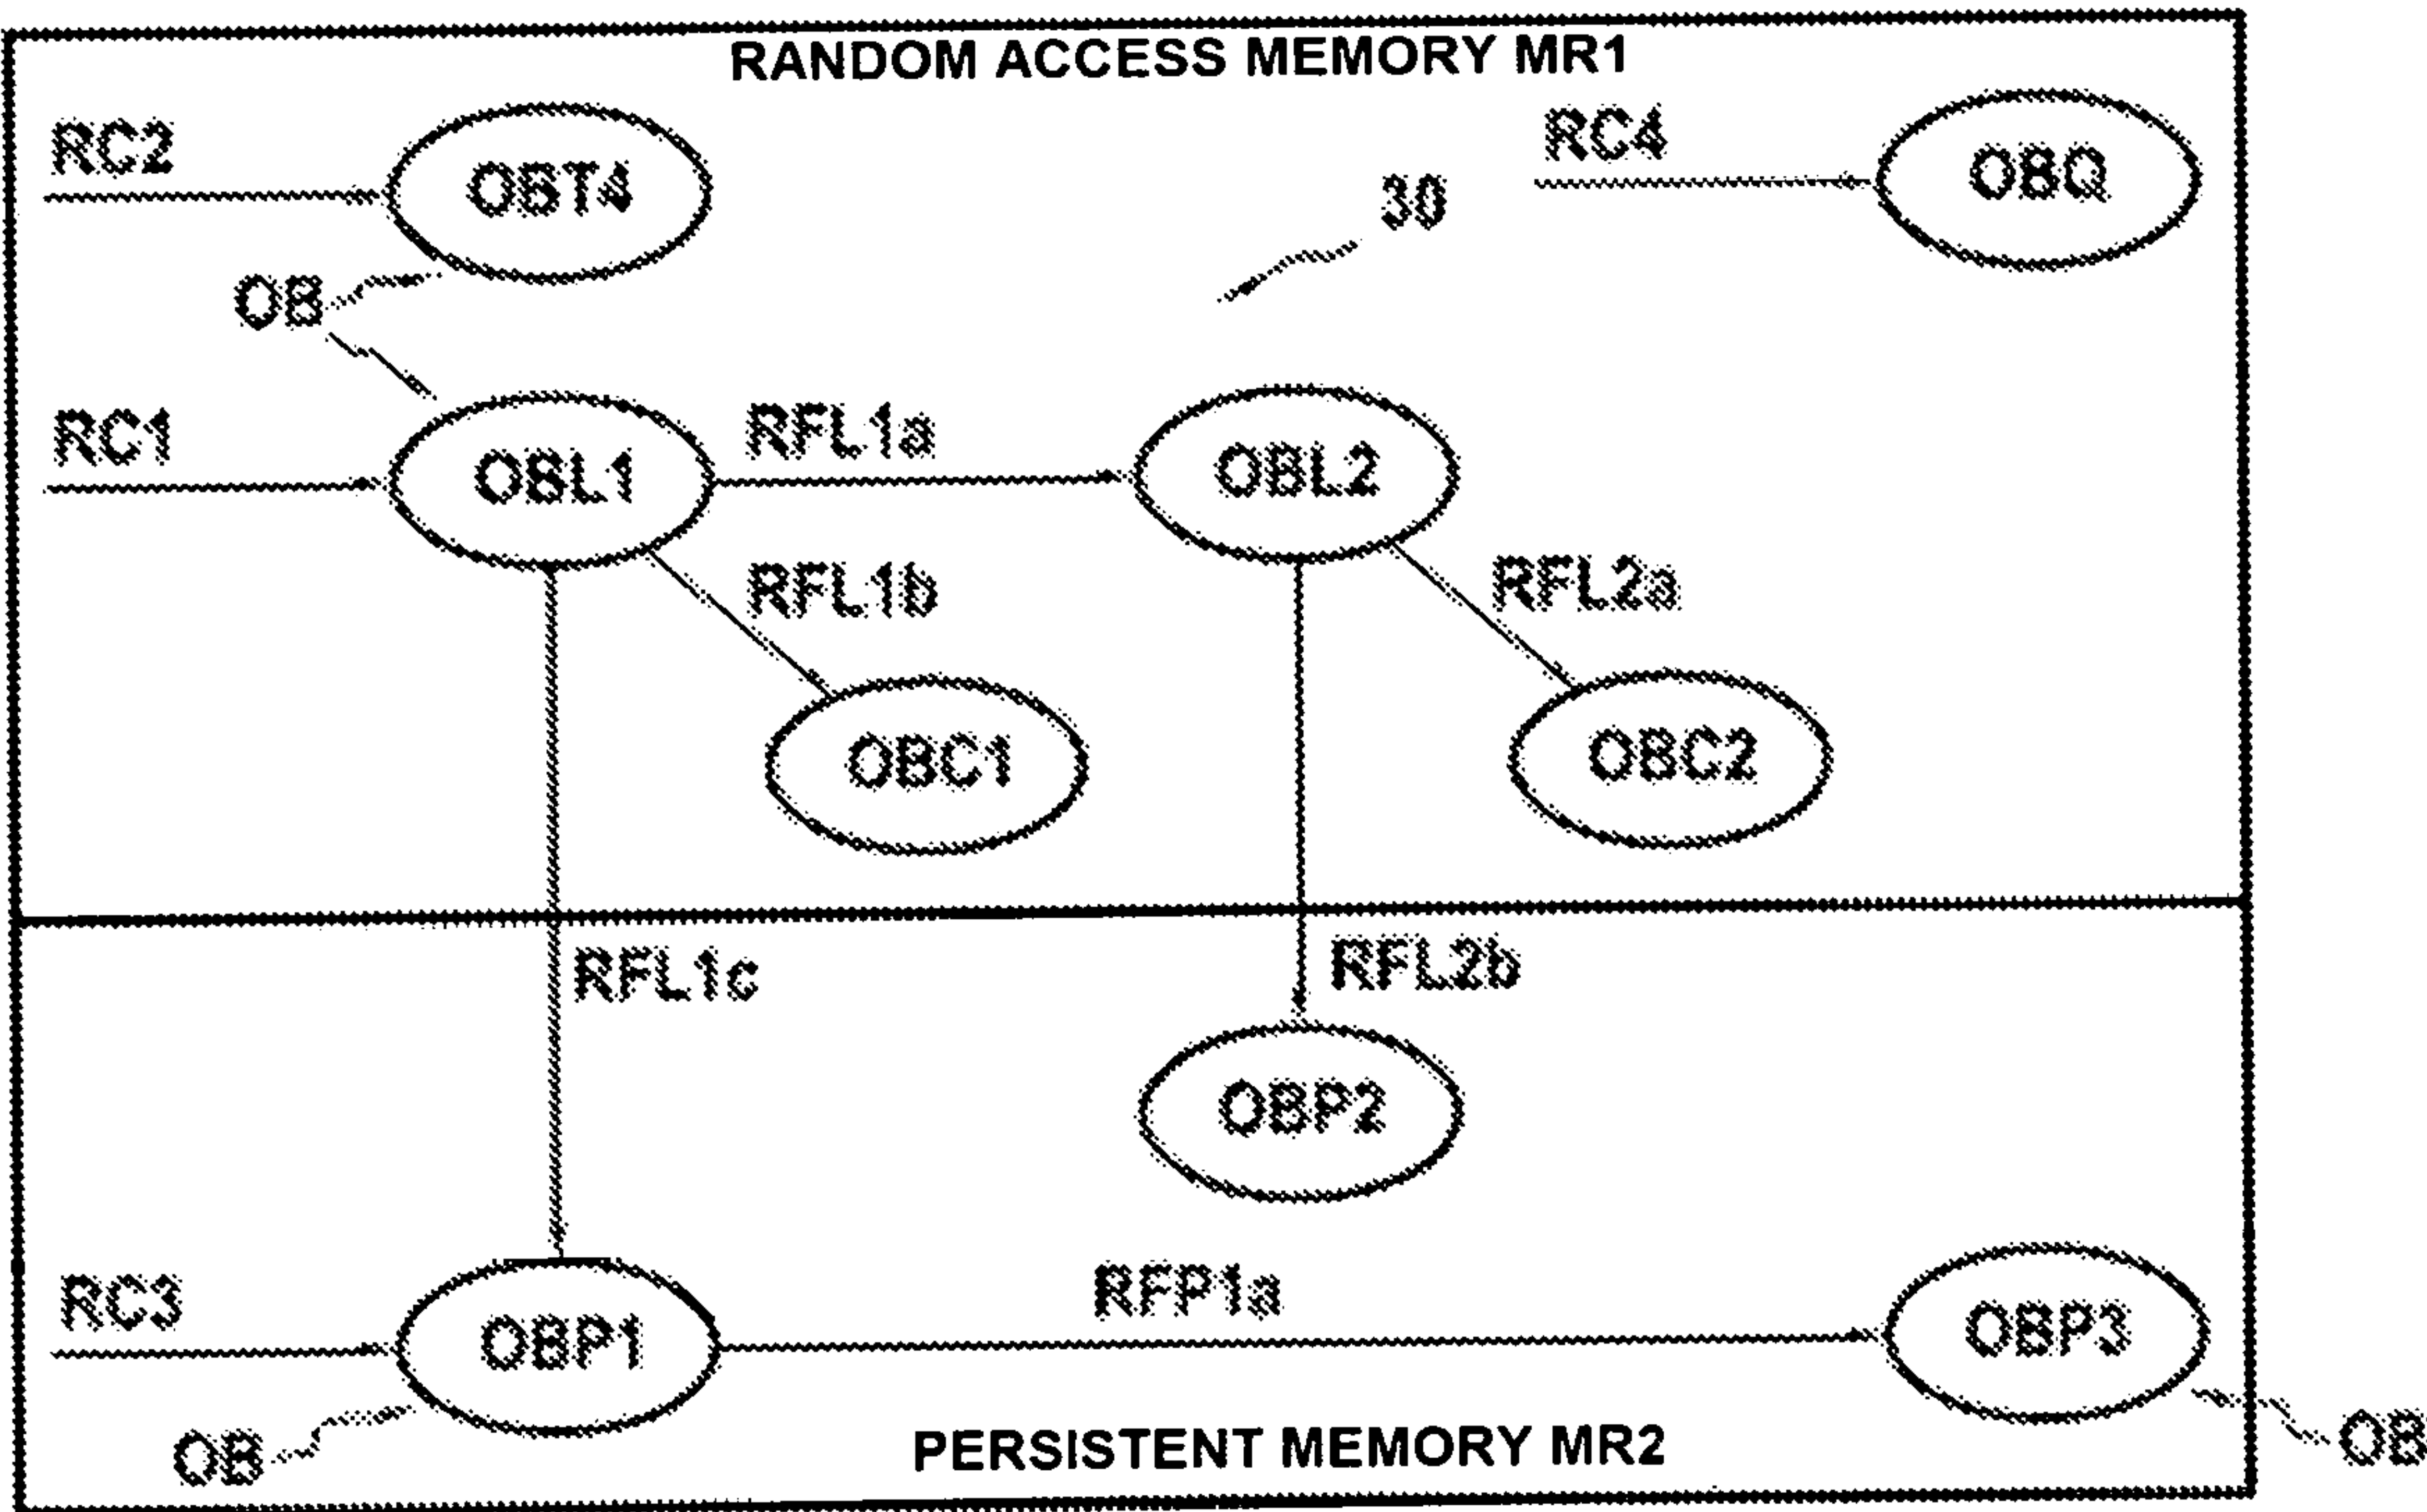 RANDOM ACCESS MEMORY MR1
RC2
OBT4
RC4
OBQ
30
OB
RC1
OBL1
RFL1a
OBL2
RFL1b
RFL2a
OBC1
OBC2
RFL1c
RFL2b
OBP2
RC3
OBP1
RFP1a
OBP3
OB
PERSISTENT MEMORY MR2
OB